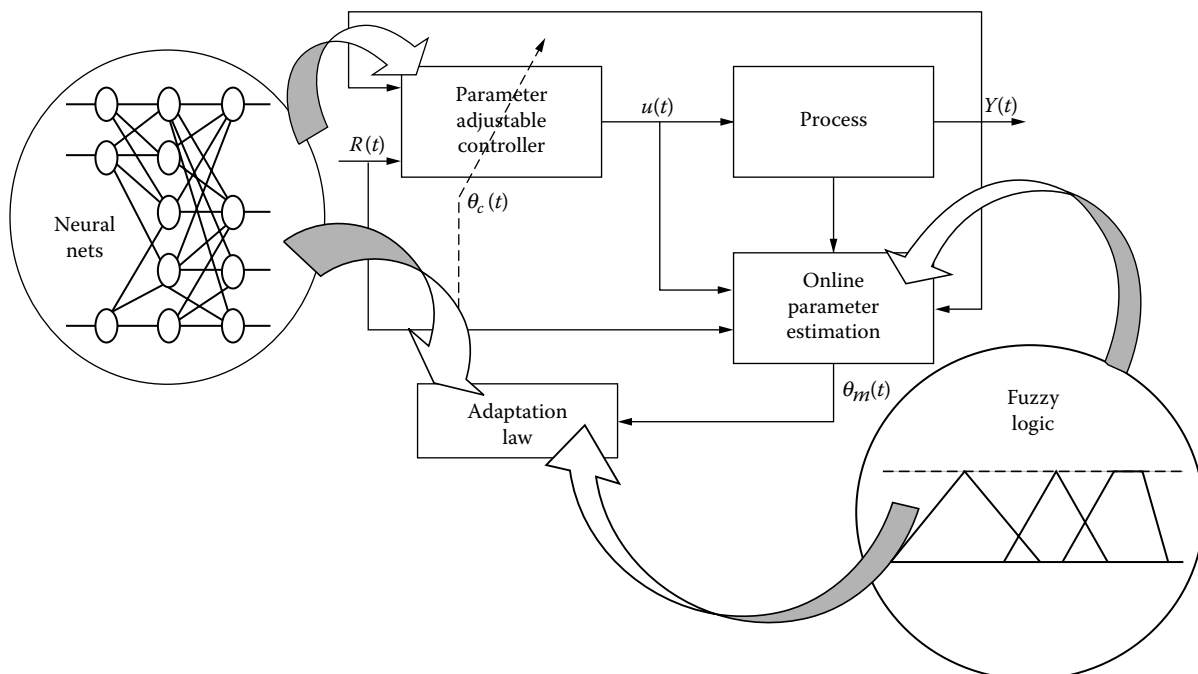 Parameter
adjustable
controller
u(t)
Process
Y(t)
R(t)
θc(t)
Neural
nets
Online
parameter
estimation
θm(t)
Adaptation
law
Fuzzy
logic